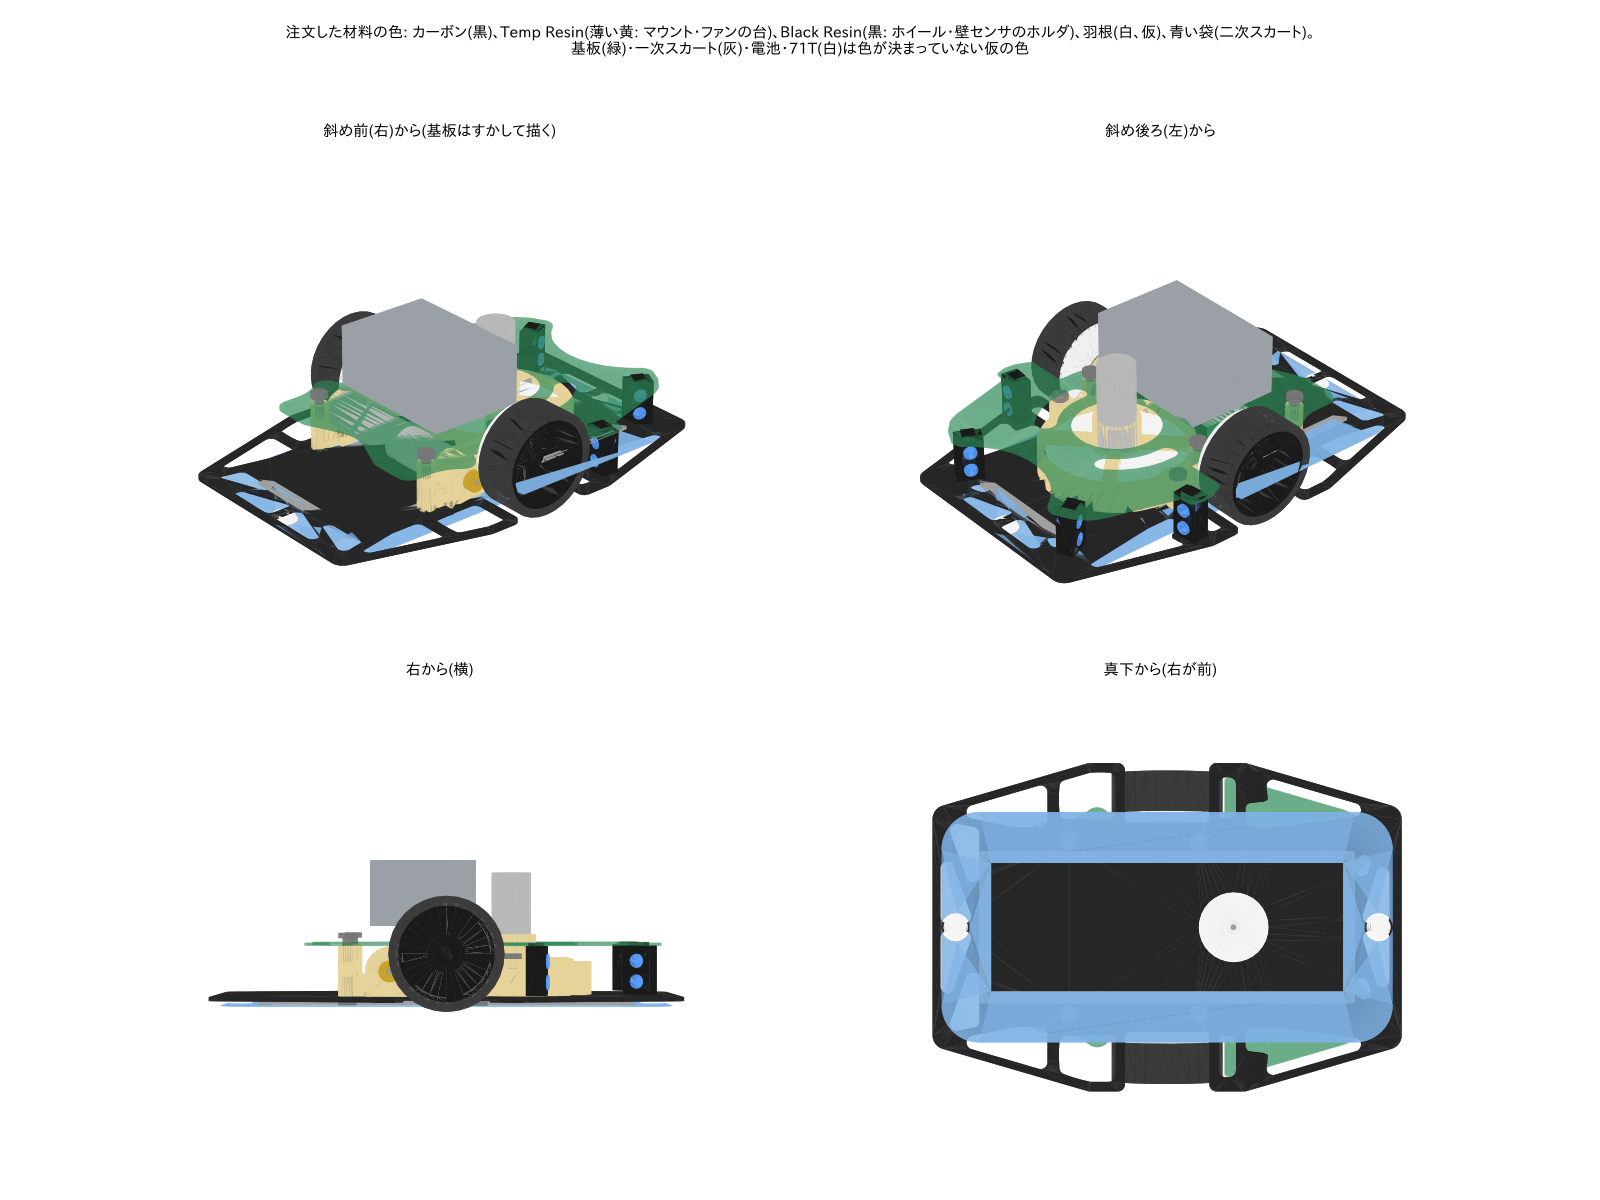 注文した材料の色: カーボン(黒)、Temp Resin(薄い黄: マウント・ファンの台)、Black Resin(黒: ホイール・壁センサのホルダ)、羽根(白、仮)、青い袋(二次スカート)。
基板(緑)・一次スカート(灰)・電池・71T(白)は色が決まっていない仮の色
斜め前(右)から(基板はすかして描く)
斜め後ろ(左)から
右から(横)
真下から(右が前)